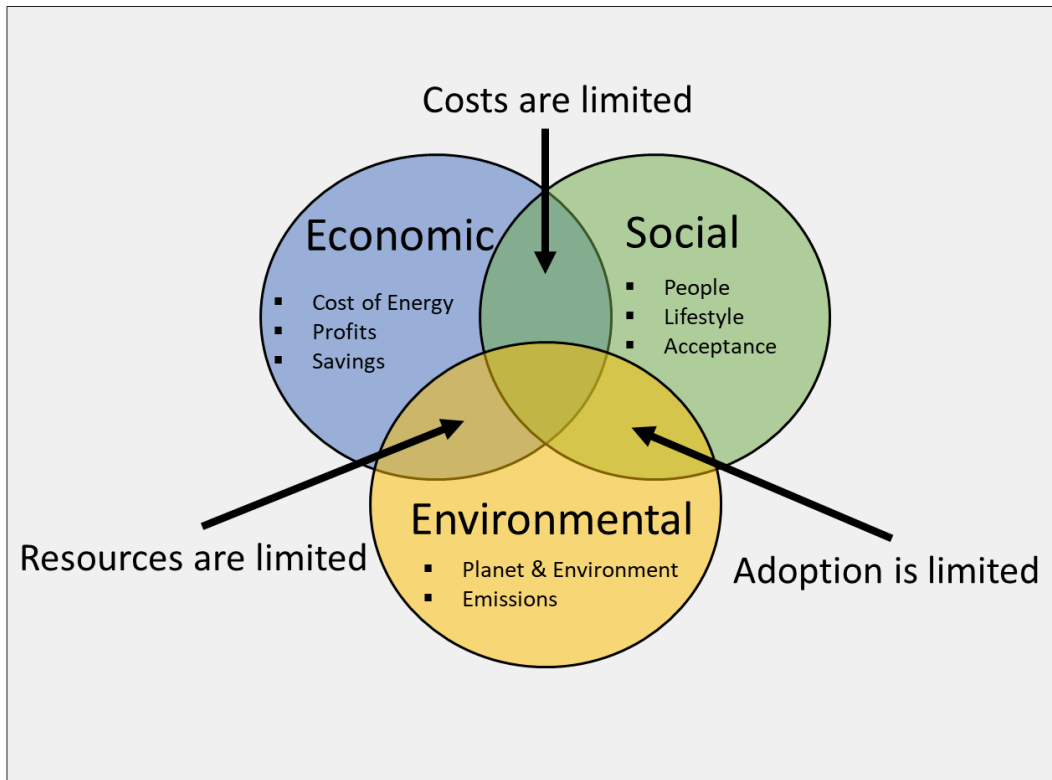 Costs are limited
Economic
▪ Cost of Energy
▪ Profits
▪ Savings
Social
▪ People
▪ Lifestyle
▪ Acceptance
Environmental
▪ Planet & Environment
▪ Emissions
Resources are limited
Adoption is limited